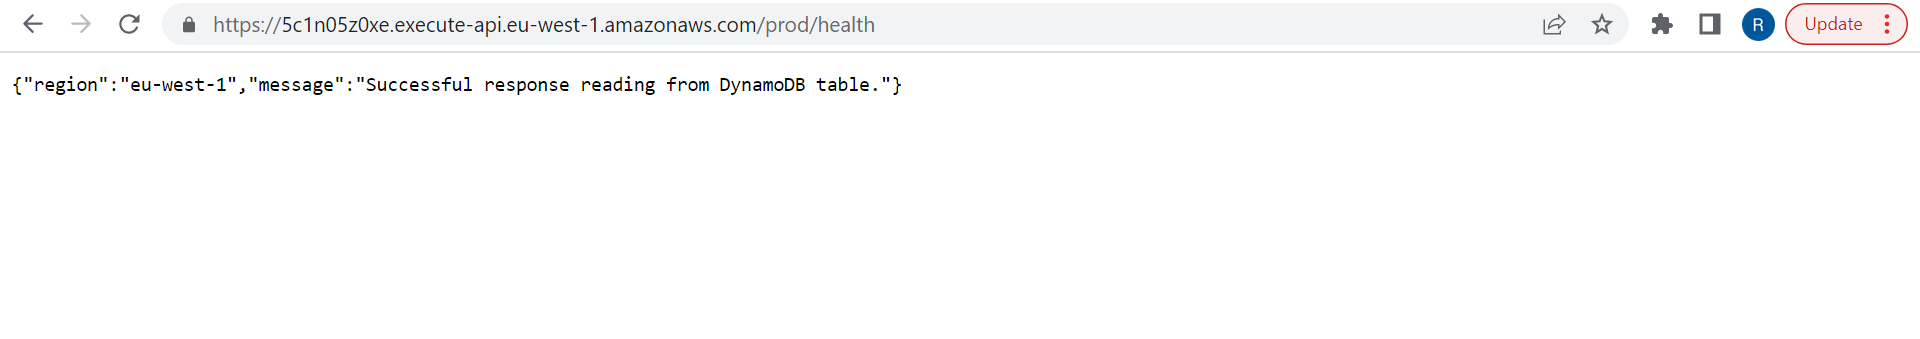 https://5c1n05z0xe.execute-api.eu-west-1.amazonaws.com/prod/health
R
Update
{"region":"eu-west-1","message":"Successful response reading from DynamoDB table."}